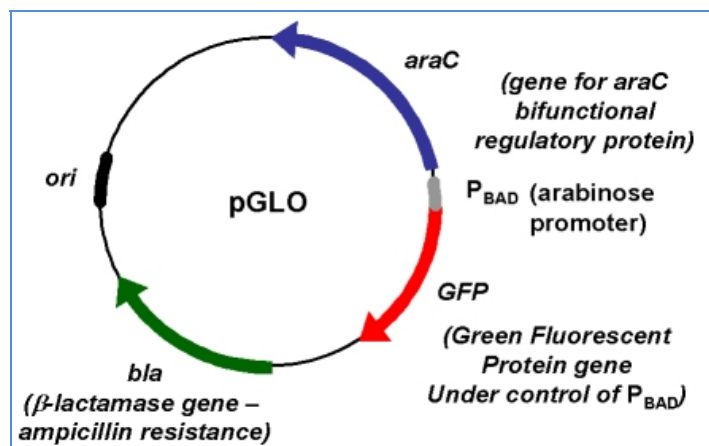 araC
(gene for araC
bifunctional
regulatory protein)
ori
pGLO
PBAD (arabinose
promoter)
GFP
(Green Fluorescent
Protein gene
Under control of PBAD)
bla
(β-lactamase gene –
ampicillin resistance)